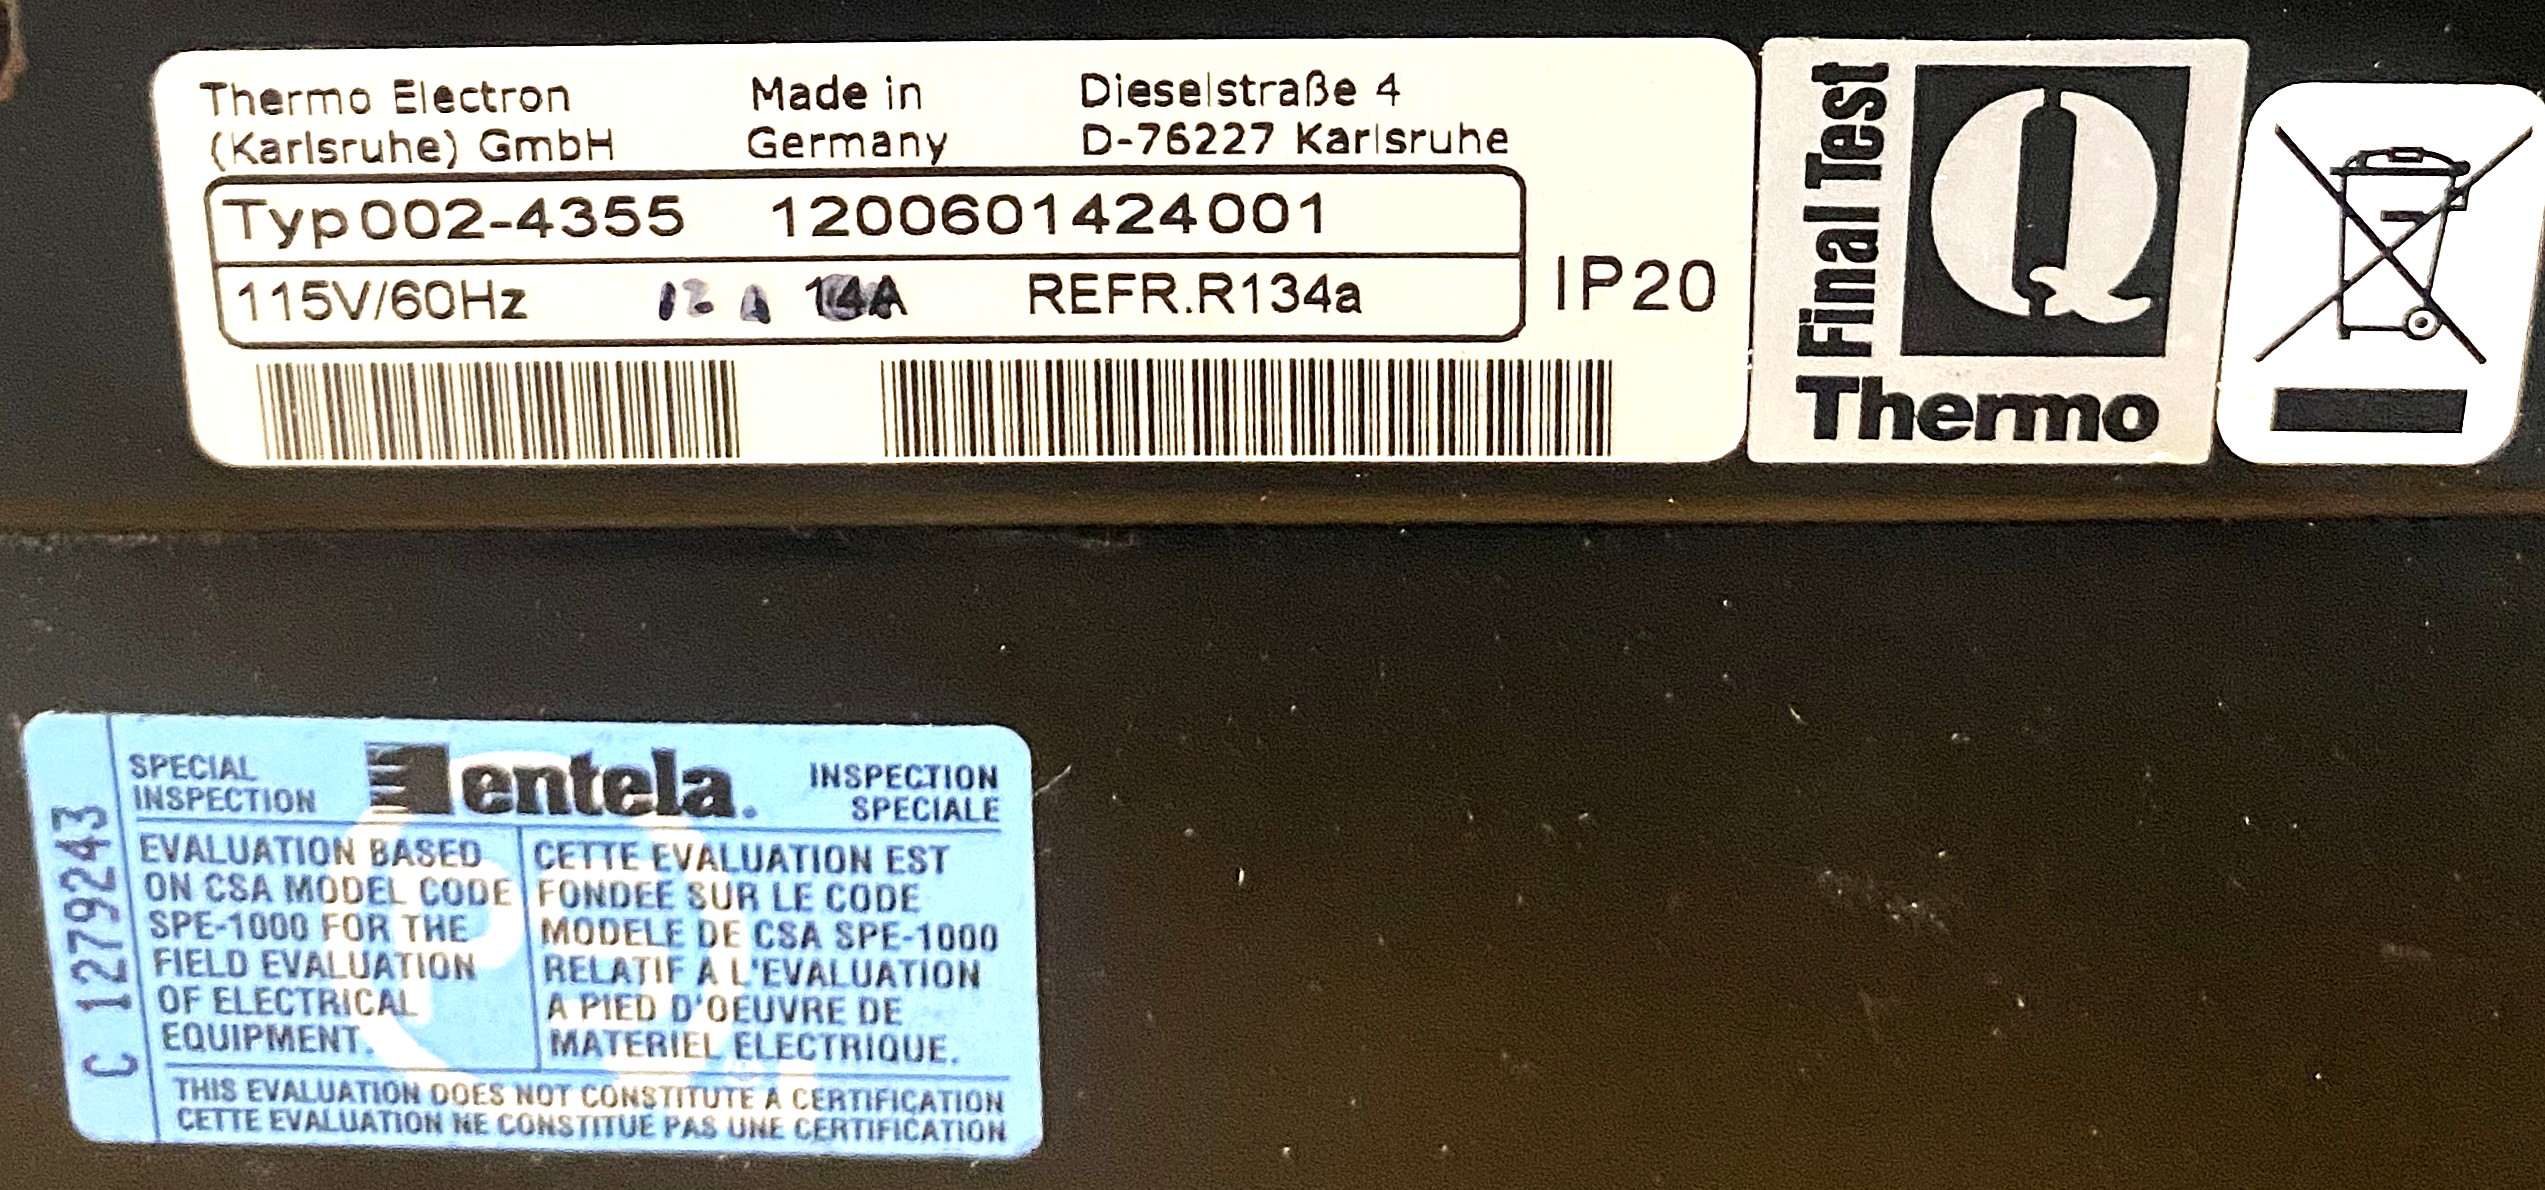 Thermo Electron
(Karlsruhe) GmbH
Made in
Germany
Dieselstraße 4
D-76227 Karlsruhe
Typ002-4355 1200601424001
115V/60Hz 12 A 14A REFR.R134a
IP20
Final Test
Q
Thermo
SPECIAL
INSPECTION
entela.
INSPECTION
SPECIALE
C 1279243
EVALUATION BASED
ON CSA MODEL CODE
SPE-1000 FOR THE
FIELD EVALUATION
OF ELECTRICAL
EQUIPMENT.
CETTE EVALUATION EST
FONDEE SUR LE CODE
MODELE DE CSA SPE-1000
RELATIF A L'EVALUATION
A PIED D'OEUVRE DE
MATERIEL ELECTRIQUE.
THIS EVALUATION DOES NOT CONSTITUTE A CERTIFICATION
CETTE EVALUATION NE CONSTITUE PAS UNE CERTIFICATION